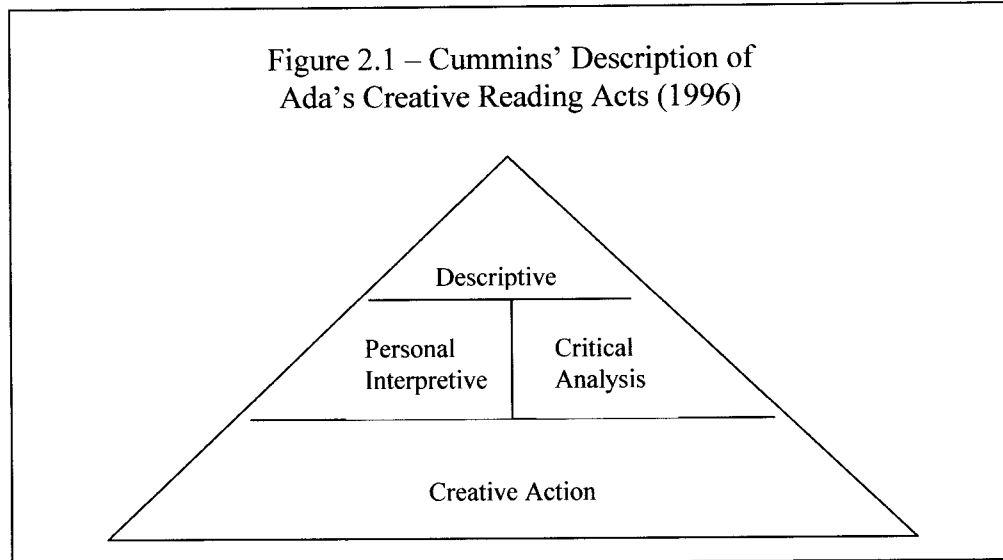 Figure 2.1 – Cummins’ Description of
Ada’s Creative Reading Acts (1996)
Descriptive
Personal
Interpretive
Critical
Analysis
Creative Action